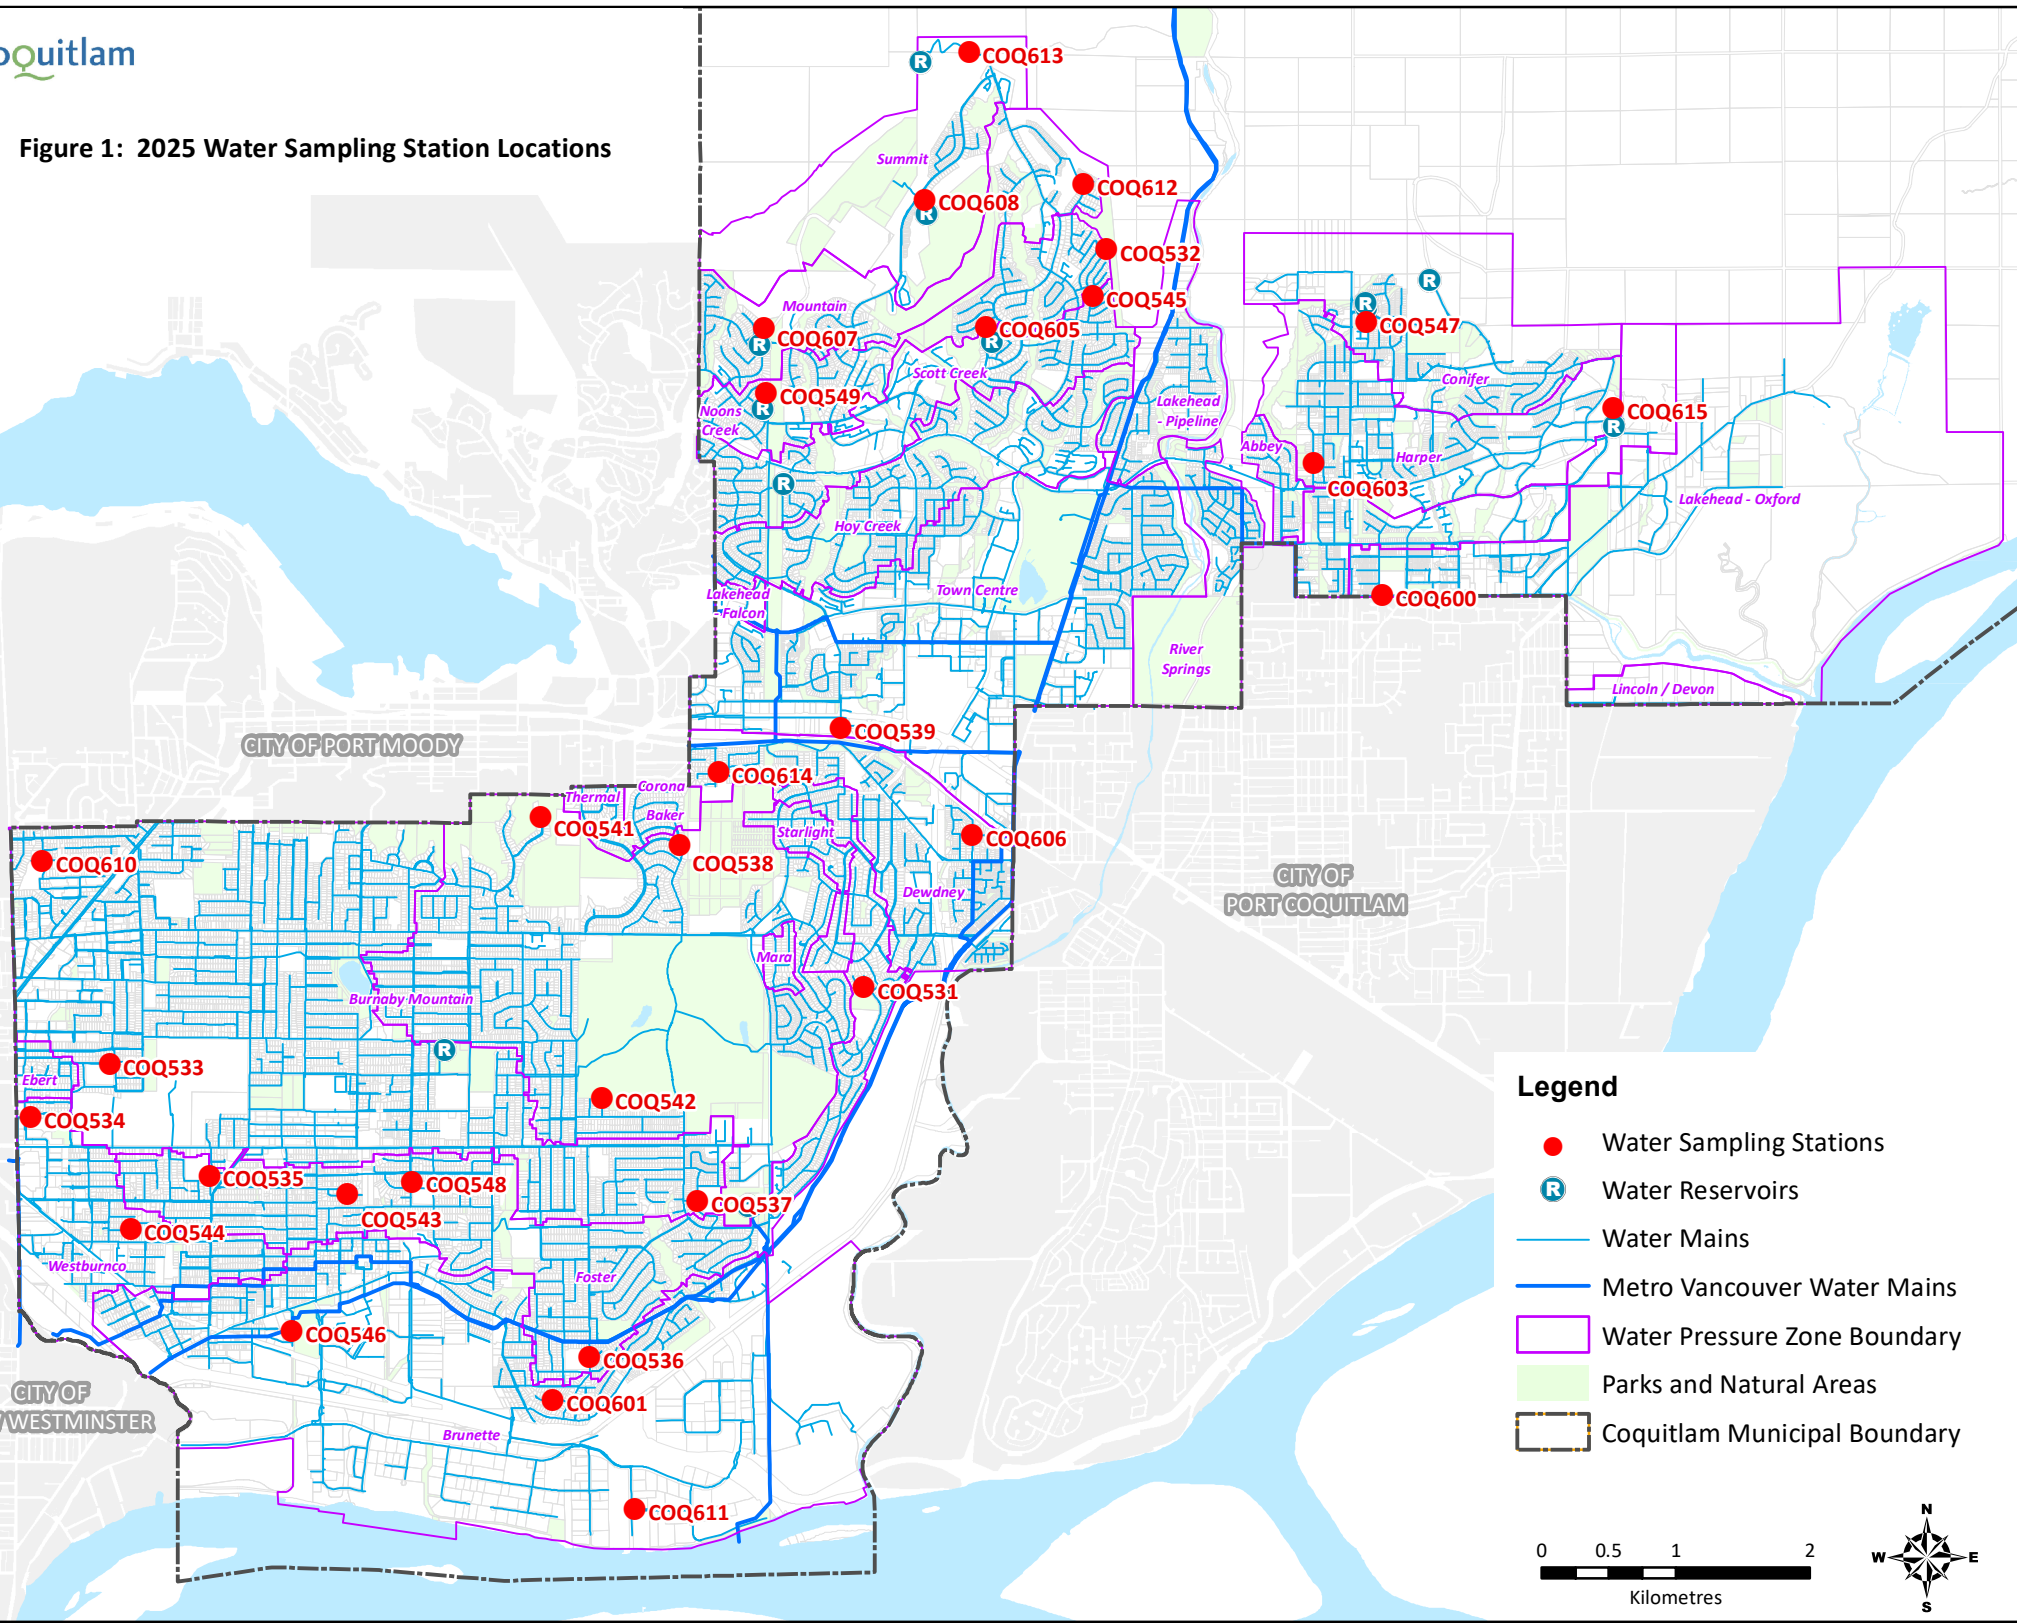 oquitlam
Figure 1: 2025 Water Sampling Station Locations
COQ613
R
Summit
COQ612
COQ608
R
COQ532
R
COQ545
Mountain
R
COQ547
COQ607
R
COQ605
R
Scott Creek
Conifer
COQ549
R
Noons
Creek
Lakehead
- Pipeline
COQ615
R
Abbey
Harper
COQ603
R
Lakehead - Oxford
Hoy Creek
Lakehead
- Falcon
Town Centre
COQ600
River
Springs
Lincoln / Devon
COQ539
CITY OF PORT MOODY
COQ614
Corona
Thermal
Baker
COQ541
Starlight
COQ606
COQ610
COQ538
Dewdney
CITY OF
PORT COQUITLAM
Mara
COQ531
Burnaby Mountain
R
COQ533
Ebert
COQ542
COQ534
COQ535
COQ548
COQ537
COQ543
COQ544
Westburnco
Foster
COQ546
COQ536
CITY OF
WESTMINSTER
COQ601
Brunette
COQ611
Legend
Water Sampling Stations
R
Water Reservoirs
Water Mains
Metro Vancouver Water Mains
Water Pressure Zone Boundary
Parks and Natural Areas
Coquitlam Municipal Boundary
0 0.5 1 2
Kilometres
N
W E
S